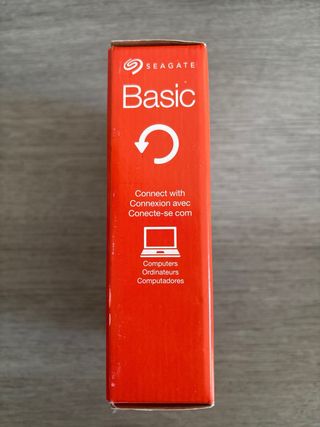 SEAGATE
Basic
Connect with
Connexion avec
Conecte-se com
Computers
Ordinateurs
Computadores